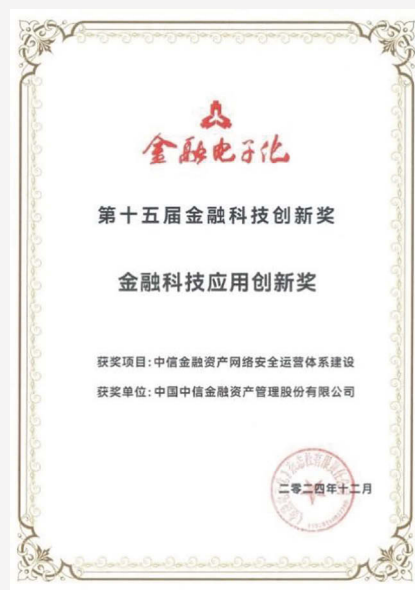 金融电子化
第十五届金融科技创新奖
金融科技应用创新奖
获奖项目:中信金融资产网络安全运营体系建设
获奖单位:中国中信金融资产管理股份有限公司
二零二四年十二月